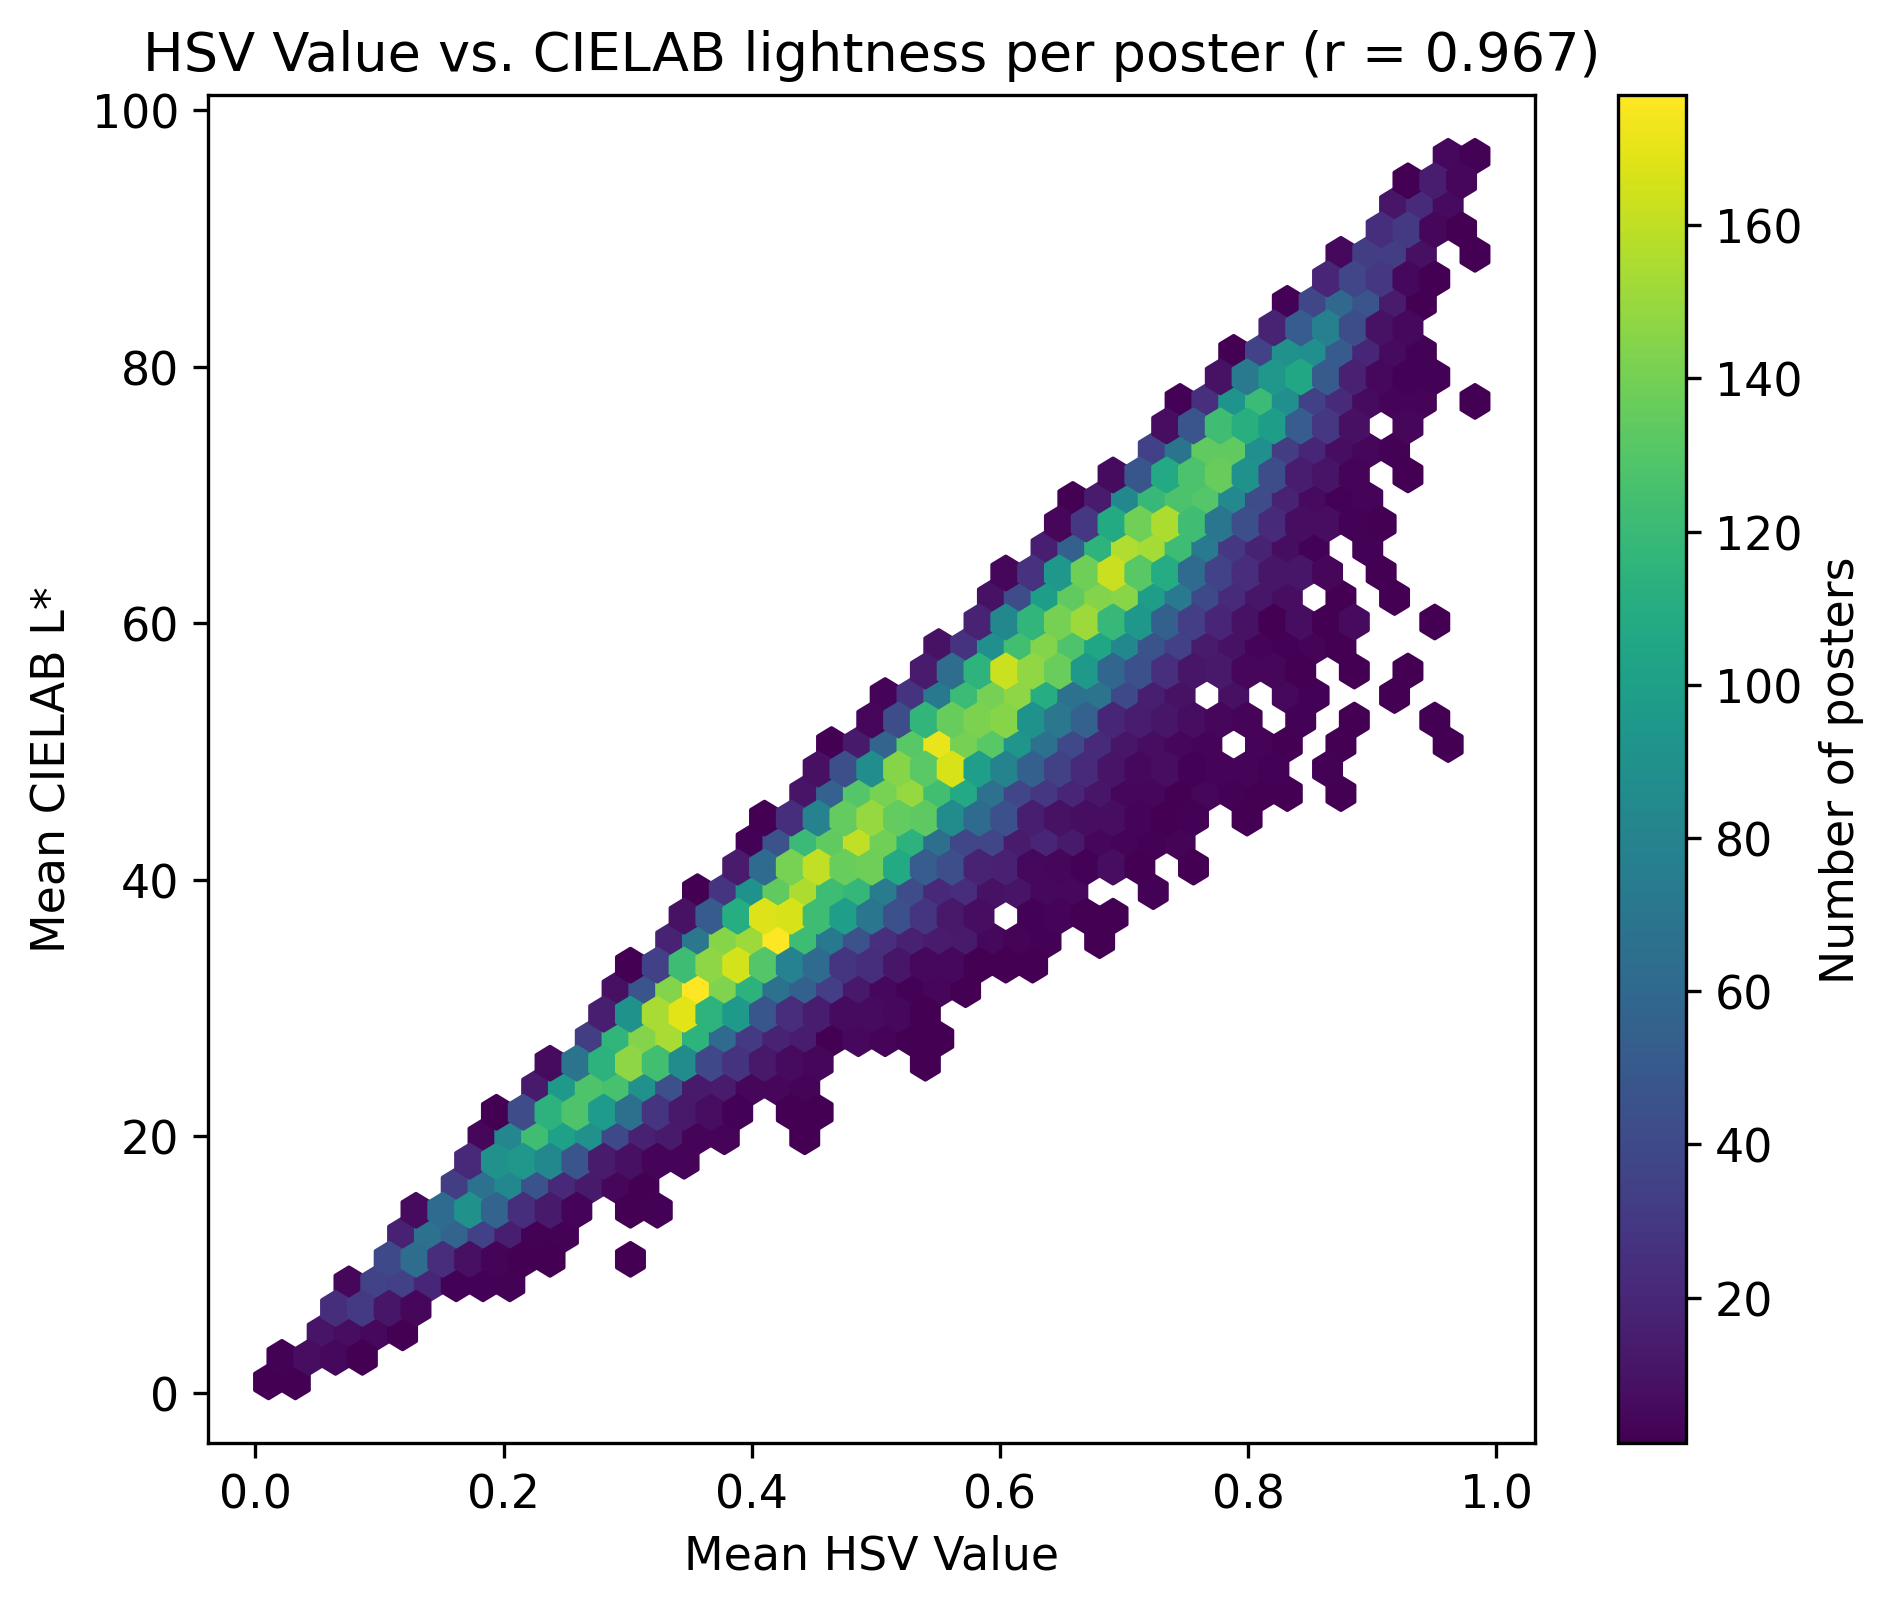 HSV Value vs. CIELAB lightness per poster (r = 0.967)
Mean CIELAB L*
100
80
60
40
20
0
0.0 0.2 0.4 0.6 0.8 1.0
Mean HSV Value
160
140
120
100
80
60
40
20
Number of posters